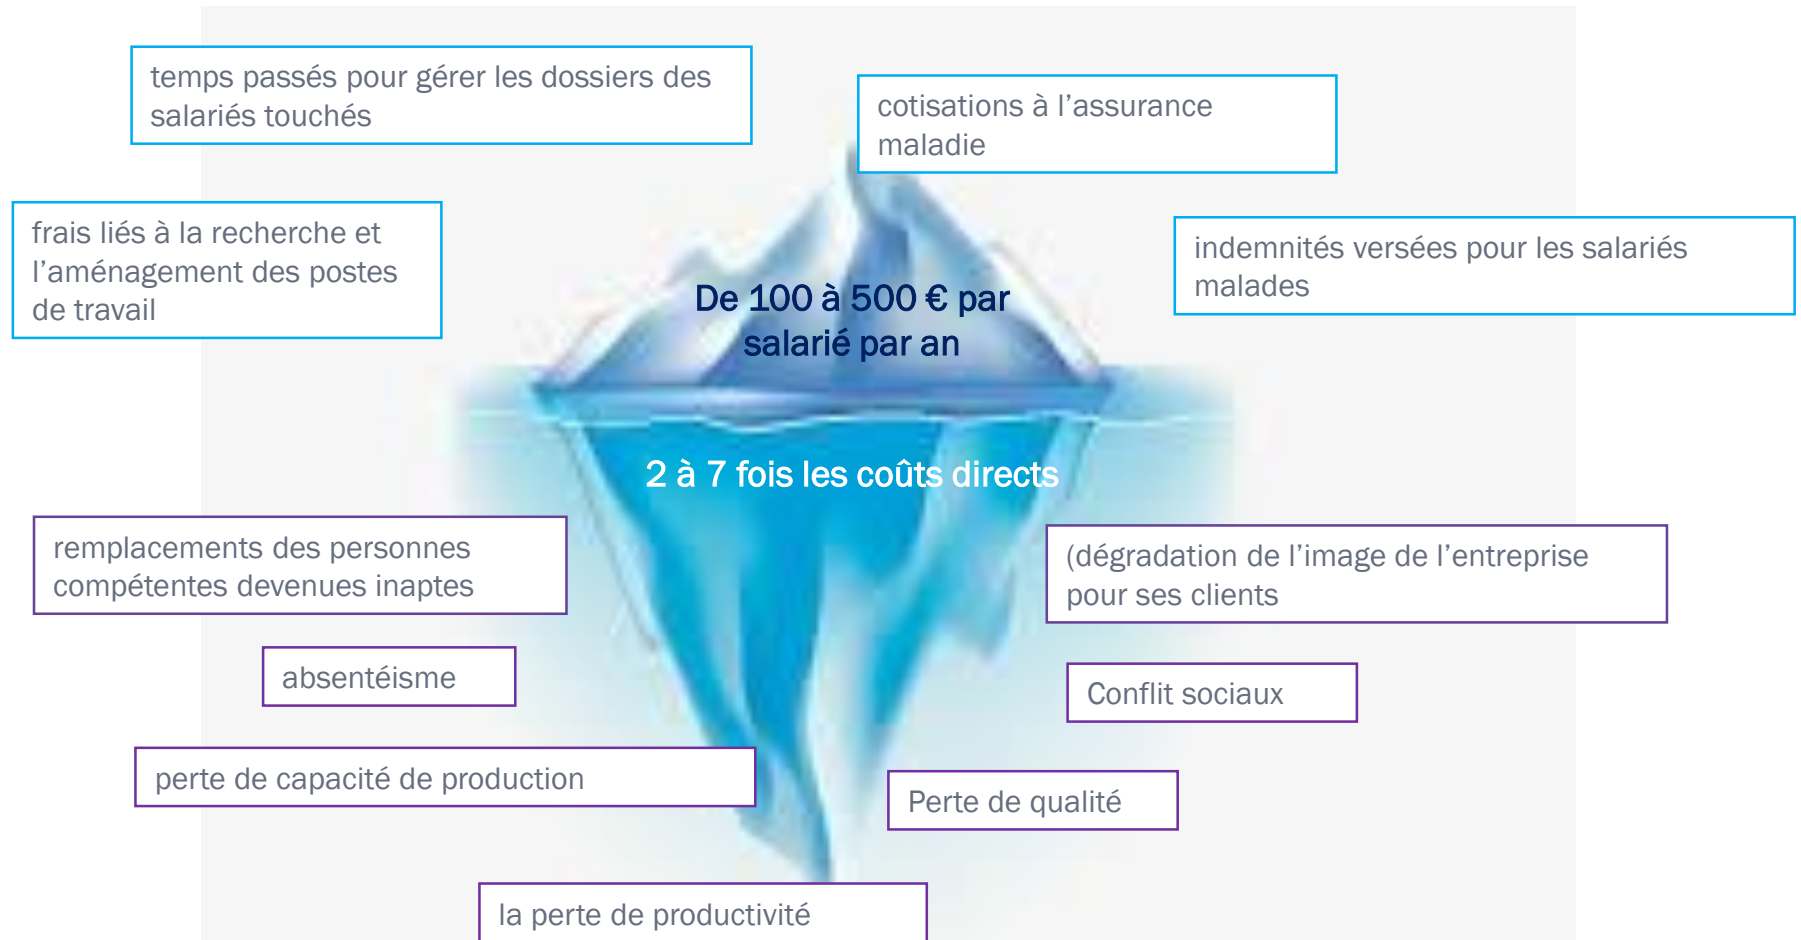 temps passés pour gérer les dossiers des
salariés touchés
cotisations à l’assurance
maladie
frais liés à la recherche et
l’aménagement des postes
de travail
indemnités versées pour les salariés
malades
De 100 à 500 € par
salarié par an
2 à 7 fois les coûts directs
remplacements des personnes
compétentes devenues inaptes
(dégradation de l’image de l’entreprise
pour ses clients
absentéisme
Conflit sociaux
perte de capacité de production
Perte de qualité
la perte de productivité